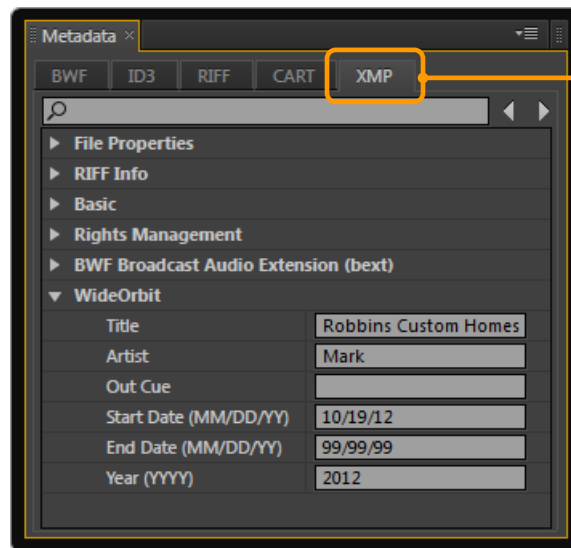 Metadata ×
BWF ID3 RIFF CART XMP
File Properties
RIFF Info
Basic
Rights Management
BWF Broadcast Audio Extension (bext)
WideOrbit
Title Robbins Custom Homes
Artist Mark
Out Cue
Start Date (MM/DD/YY) 10/19/12
End Date (MM/DD/YY) 99/99/99
Year (YYYY) 2012